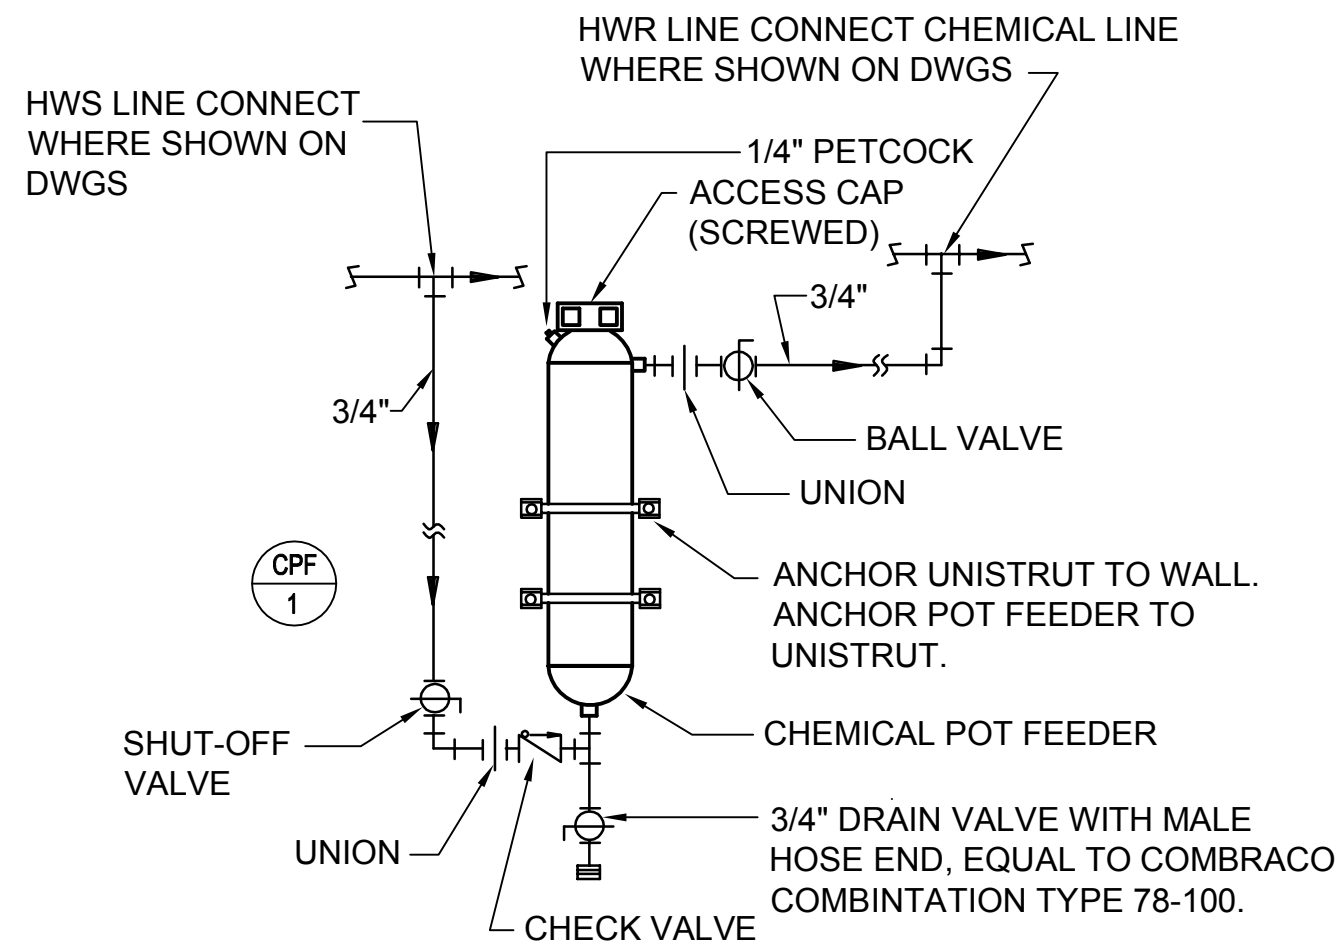 HWR LINE CONNECT CHEMICAL LINE
WHERE SHOWN ON DWGS
HWS LINE CONNECT
WHERE SHOWN ON
DWGS
1/4" PETCOCK
ACCESS CAP
(SCREWED)
3/4"
3/4"
BALL VALVE
UNION
CPF
1
ANCHOR UNISTRUT TO WALL.
ANCHOR POT FEEDER TO
UNISTRUT.
SHUT-OFF
VALVE
CHEMICAL POT FEEDER
UNION
3/4" DRAIN VALVE WITH MALE
HOSE END, EQUAL TO COMBRACO
COMBINTATION TYPE 78-100.
CHECK VALVE